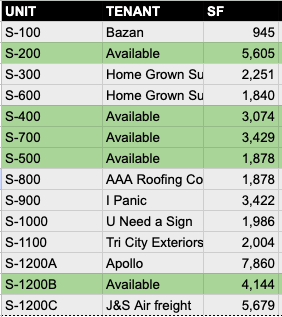 UNIT TENANT SF
S-100 Bazan 945
S-200 Available 5,605
S-300 Home Grown Su 2,251
S-600 Home Grown Su 1,840
S-400 Available 3,074
S-700 Available 3,429
S-500 Available 1,878
S-800 AAA Roofing Co 1,878
S-900 I Panic 3,422
S-1000 U Need a Sign 1,986
S-1100 Tri City Exteriors 2,004
S-1200A Apollo 7,860
S-1200B Available 4,144
S-1200C J&S Air freight 5,679